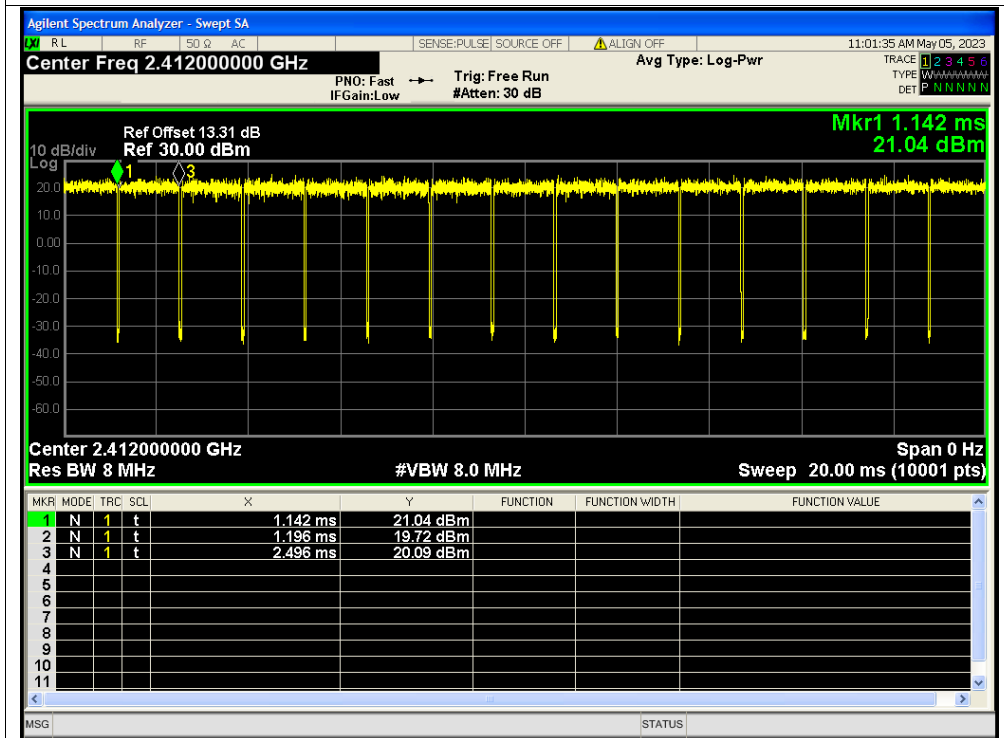 Agilent Spectrum Analyzer - Swept SA
LXI RL RF 50 Ω AC SENSE:PULSE SOURCE OFF ALIGN OFF 11:01:35 AM May 05, 2023
Center Freq 2.412000000 GHz
PNO: Fast
IFGain:Low
Trig: Free Run
#Atten: 30 dB
Avg Type: Log-Pwr
TRACE 1 2 3 4 5 6
TYPE W
DET P N N N N N
Mkr1 1.142 ms
21.04 dBm
Ref Offset 13.31 dB
10 dB/div Ref 30.00 dBm
Log
1 3
20.0
10.0
0.00
-10.0
-20.0
-30.0
-40.0
-50.0
-60.0
Center 2.412000000 GHz Span 0 Hz
Res BW 8 MHz #VBW 8.0 MHz Sweep 20.00 ms (10001 pts)
MKR MODE TRC SCL X Y FUNCTION FUNCTION WIDTH FUNCTION VALUE
1 N 1 t 1.142 ms 21.04 dBm
2 N 1 t 1.196 ms 19.72 dBm
3 N 1 t 2.496 ms 20.09 dBm
4
5
6
7
8
9
10
11
MSG STATUS